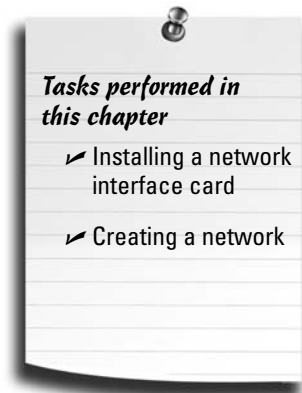 Tasks performed in
this chapter
✓ Installing a network
interface card
✓ Creating a network